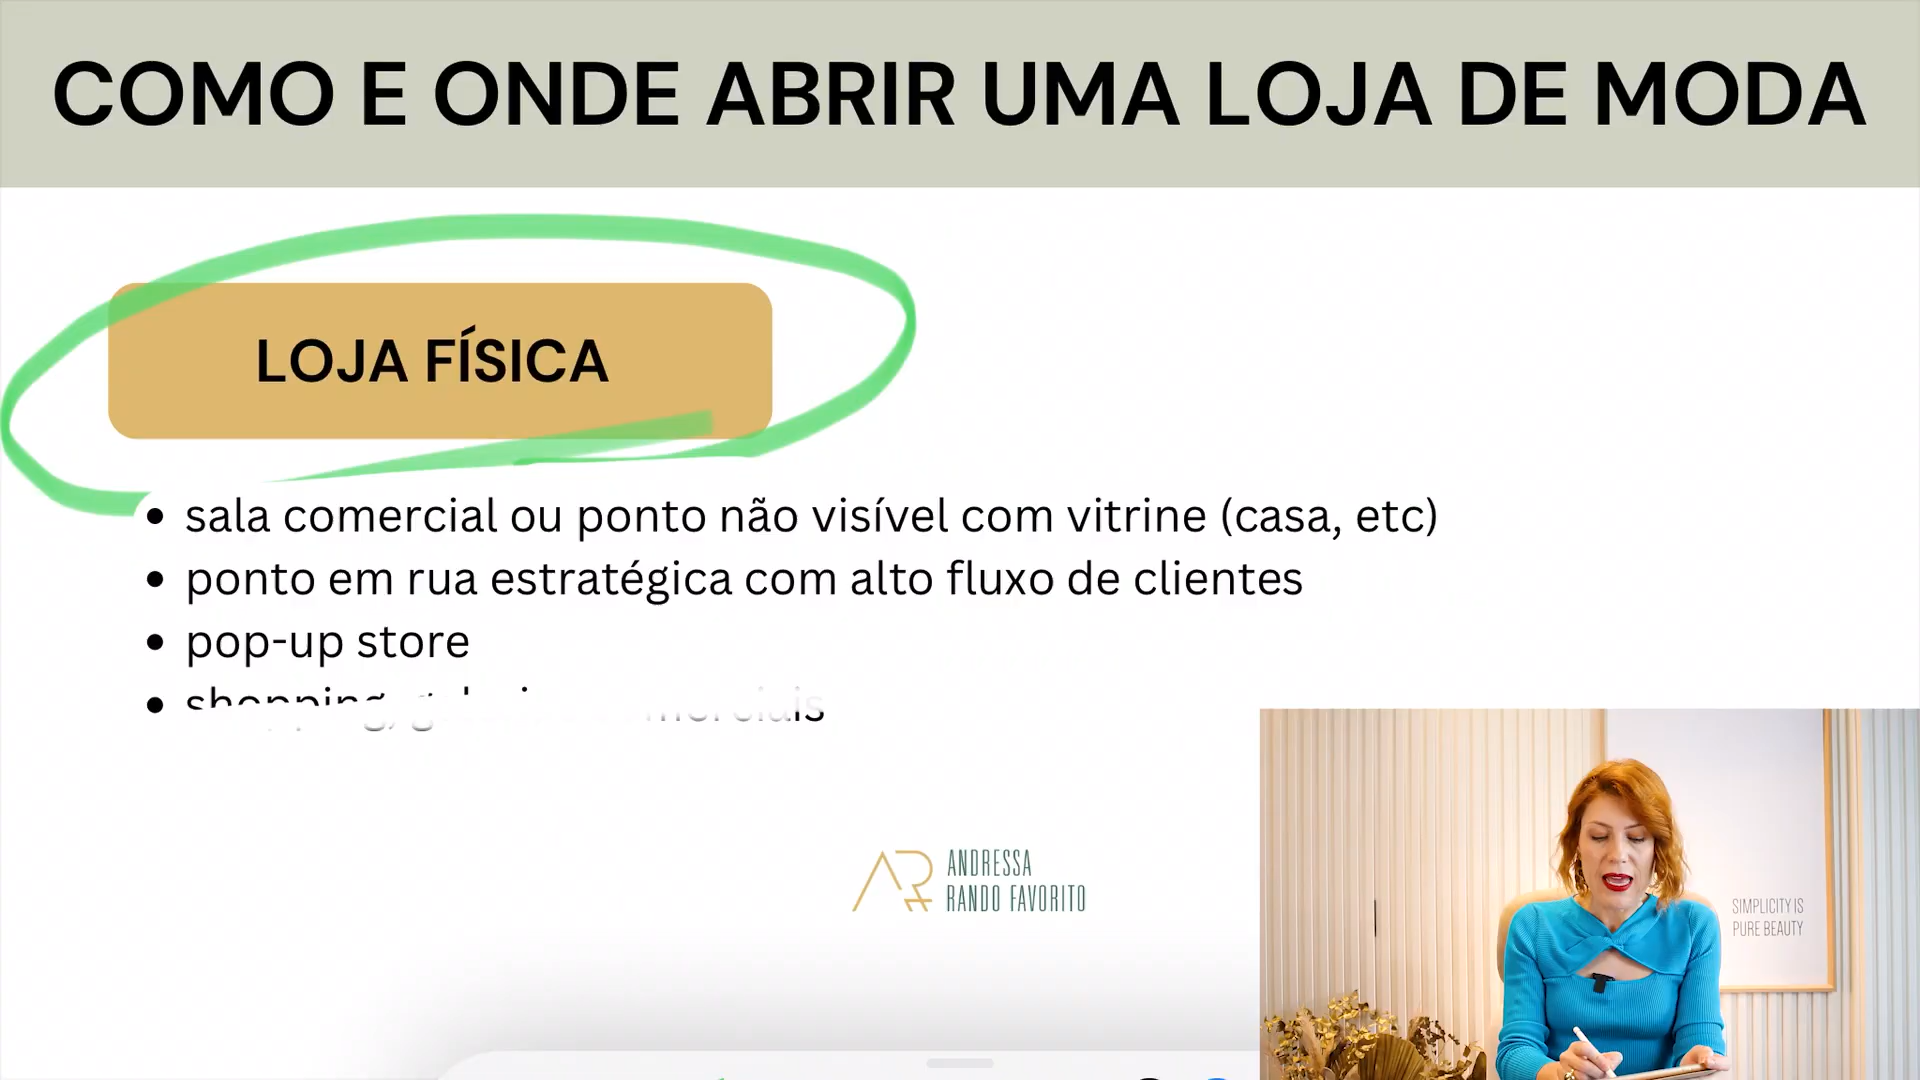 COMO E ONDE ABRIR UMA LOJA DE MODA
LOJA FÍSICA
• sala comercial ou ponto não visível com vitrine (casa, etc)
• ponto em rua estratégica com alto fluxo de clientes
• pop-up store
• shopping,
ANDRESSA
RANDO FAVORITO
SIMPLICITY IS
PURE BEAUTY